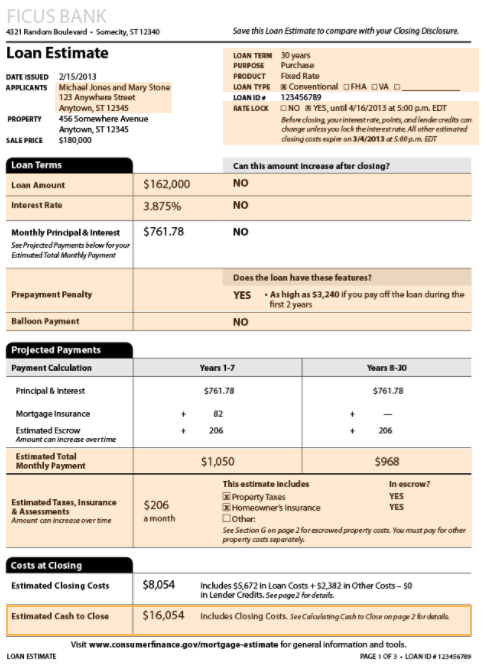 FICUS BANK
4321 Random Boulevard • Somecity, ST 12340
Save this Loan Estimate to compare with your Closing Disclosure.
Loan Estimate
DATE ISSUED 2/15/2013
APPLICANTS Michael Jones and Mary Stone
123 Anywhere Street
Anytown, ST 12345
PROPERTY 456 Somewhere Avenue
Anytown, ST 12345
SALE PRICE $180,000
LOAN TERM 30 years
PURPOSE Purchase
PRODUCT Fixed Rate
LOAN TYPE ☒ Conventional ☐ FHA ☐ VA ☐ ____________
LOAN ID # 123456789
RATE LOCK ☐ NO ☒ YES, until 4/16/2013 at 5:00 p.m. EDT
Before closing, your interest rate, points, and lender credits can
change unless you lock the interest rate. All other estimated
closing costs expire on 3/4/2013 at 5:00 p.m. EDT
Loan Terms Can this amount increase after closing?
Loan Amount $162,000 NO
Interest Rate 3.875% NO
Monthly Principal & Interest $761.78 NO
See Projected Payments below for your
Estimated Total Monthly Payment
Does the loan have these features?
Prepayment Penalty YES • As high as $3,240 if you pay off the loan during the
first 2 years
Balloon Payment NO
Projected Payments
Payment Calculation Years 1-7 Years 8-30
Principal & Interest $761.78 $761.78
Mortgage Insurance + 82 + —
Estimated Escrow + 206 + 206
Amount can increase over time
Estimated Total
Monthly Payment $1,050 $968
Estimated Taxes, Insurance
& Assessments
Amount can increase over time
$206
a month
This estimate includes In escrow?
☒ Property Taxes YES
☒ Homeowner's Insurance YES
☐ Other:
See Section G on page 2 for escrowed property costs. You must pay for other
property costs separately.
Costs at Closing
Estimated Closing Costs $8,054 Includes $5,672 in Loan Costs + $2,382 in Other Costs – $0
in Lender Credits. See page 2 for details.
Estimated Cash to Close $16,054 Includes Closing Costs. See Calculating Cash to Close on page 2 for details.
Visit www.consumerfinance.gov/mortgage-estimate for general information and tools.
LOAN ESTIMATE PAGE 1 OF 3 • LOAN ID # 123456789